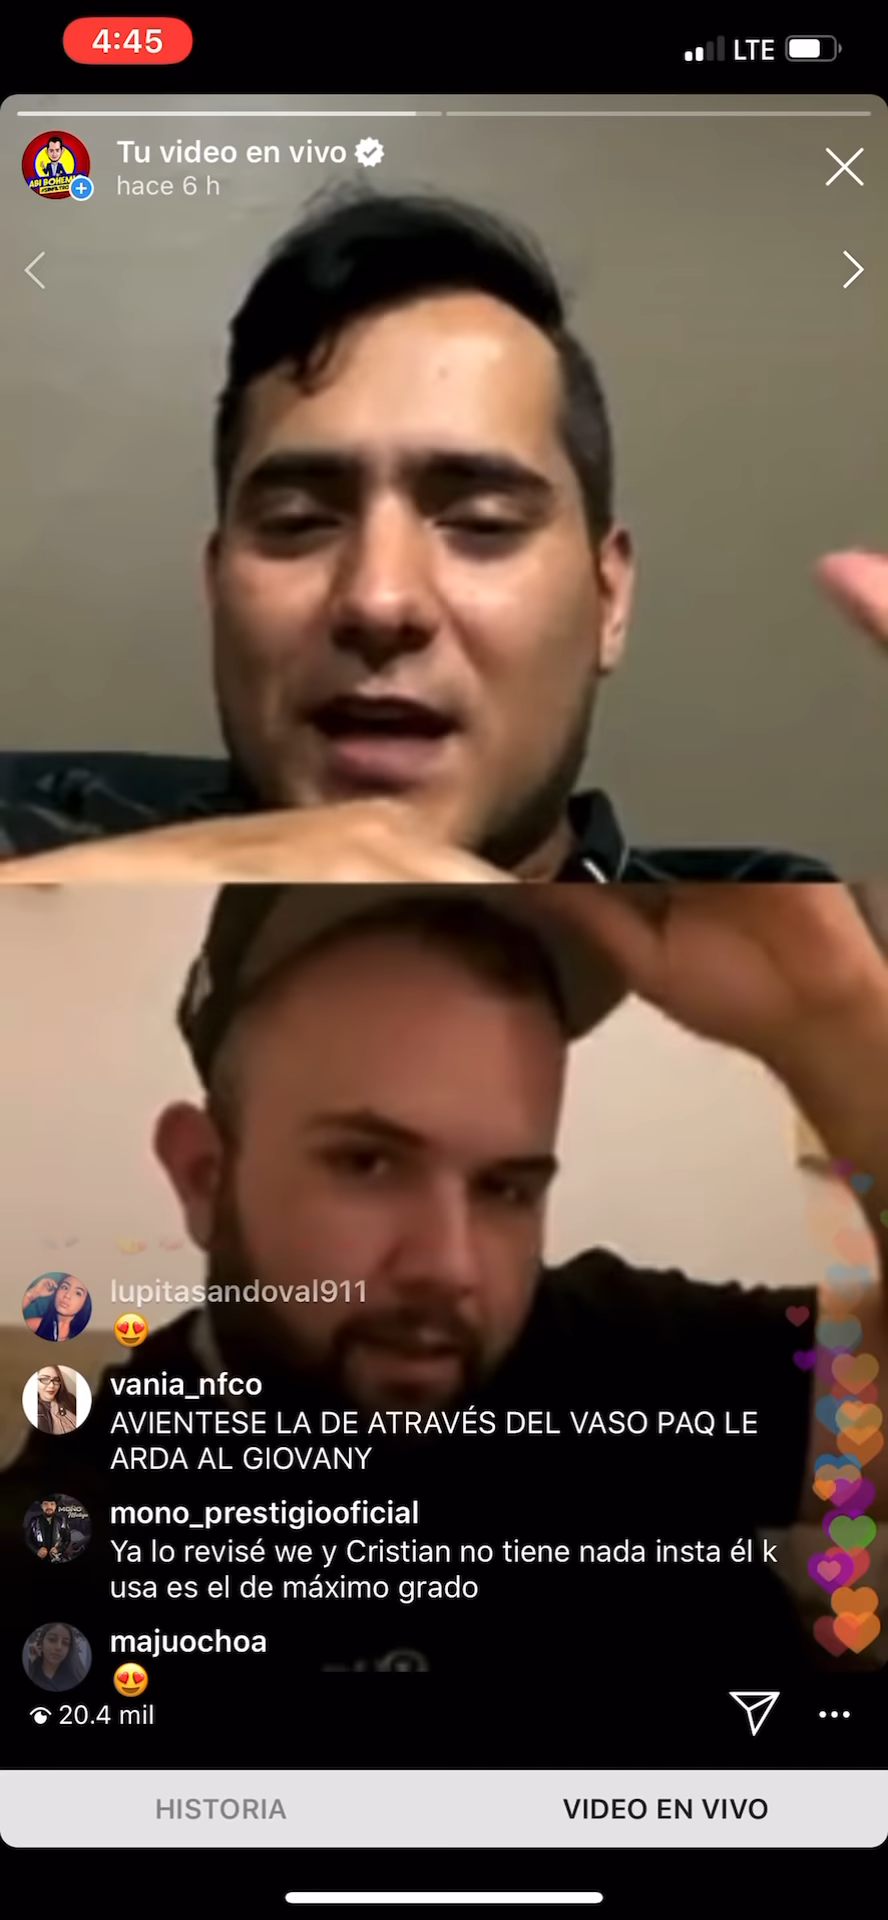 4:45
LTE
Tu video en vivo
hace 6 h
ABI BOHEM
lupitasandoval911
😍
vania_nfco
AVIENTESE LA DE ATRAVÉS DEL VASO PAQ LE
ARDA AL GIOVANY
mono_prestigiooficial
Ya lo revisé we y Cristian no tiene nada insta él k
usa es el de máximo grado
majuochoa
😍
20.4 mil
HISTORIA
VIDEO EN VIVO